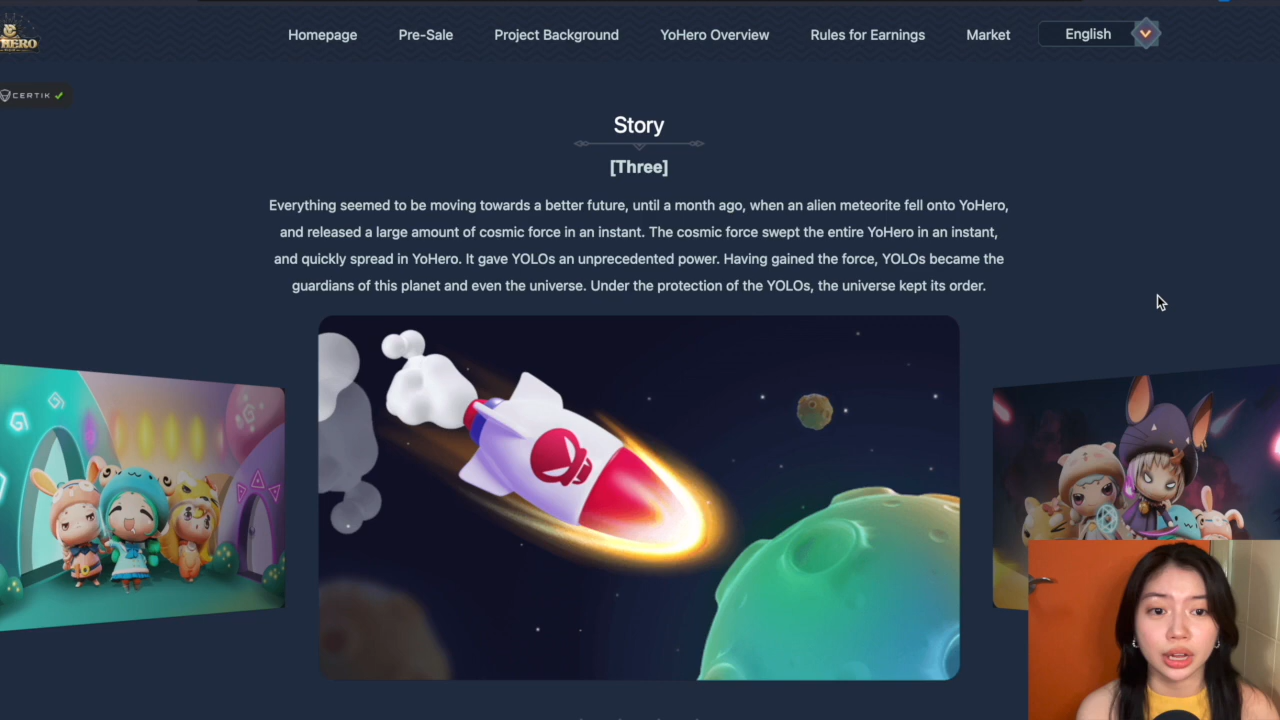 HERO
Homepage
Pre-Sale
Project Background
YoHero Overview
Rules for Earnings
Market
English
CERTIK
Story
[Three]
Everything seemed to be moving towards a better future, until a month ago, when an alien meteorite fell onto YoHero,
and released a large amount of cosmic force in an instant. The cosmic force swept the entire YoHero in an instant,
and quickly spread in YoHero. It gave YOLOs an unprecedented power. Having gained the force, YOLOs became the
guardians of this planet and even the universe. Under the protection of the YOLOs, the universe kept its order.